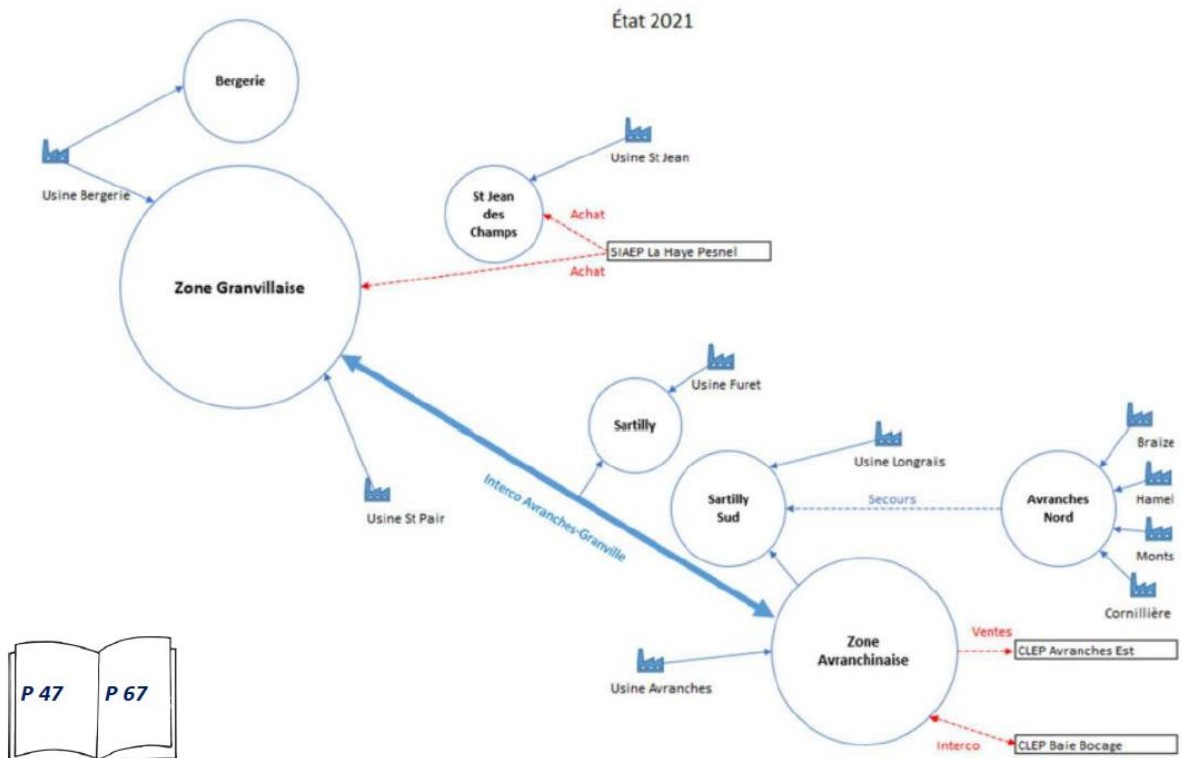 État 2021
Bergerie
Usine Bergerie
Usine St Jean
St Jean
des
Champs
Achat
SIAEP La Haye Pesnel
Achat
Zone Granvillaise
Usine Furet
Sartilly
Braize
Usine Longrais
Interco Avranches-Granville
Sartilly
Sud
Secours
Avranches
Nord
Hamel
Usine St Pair
Monts
Cornillière
Ventes
Zone
Avranchinaise
CLEP Avranches Est
Usine Avranches
P 47
P 67
Interco
CLEP Baie Bocage